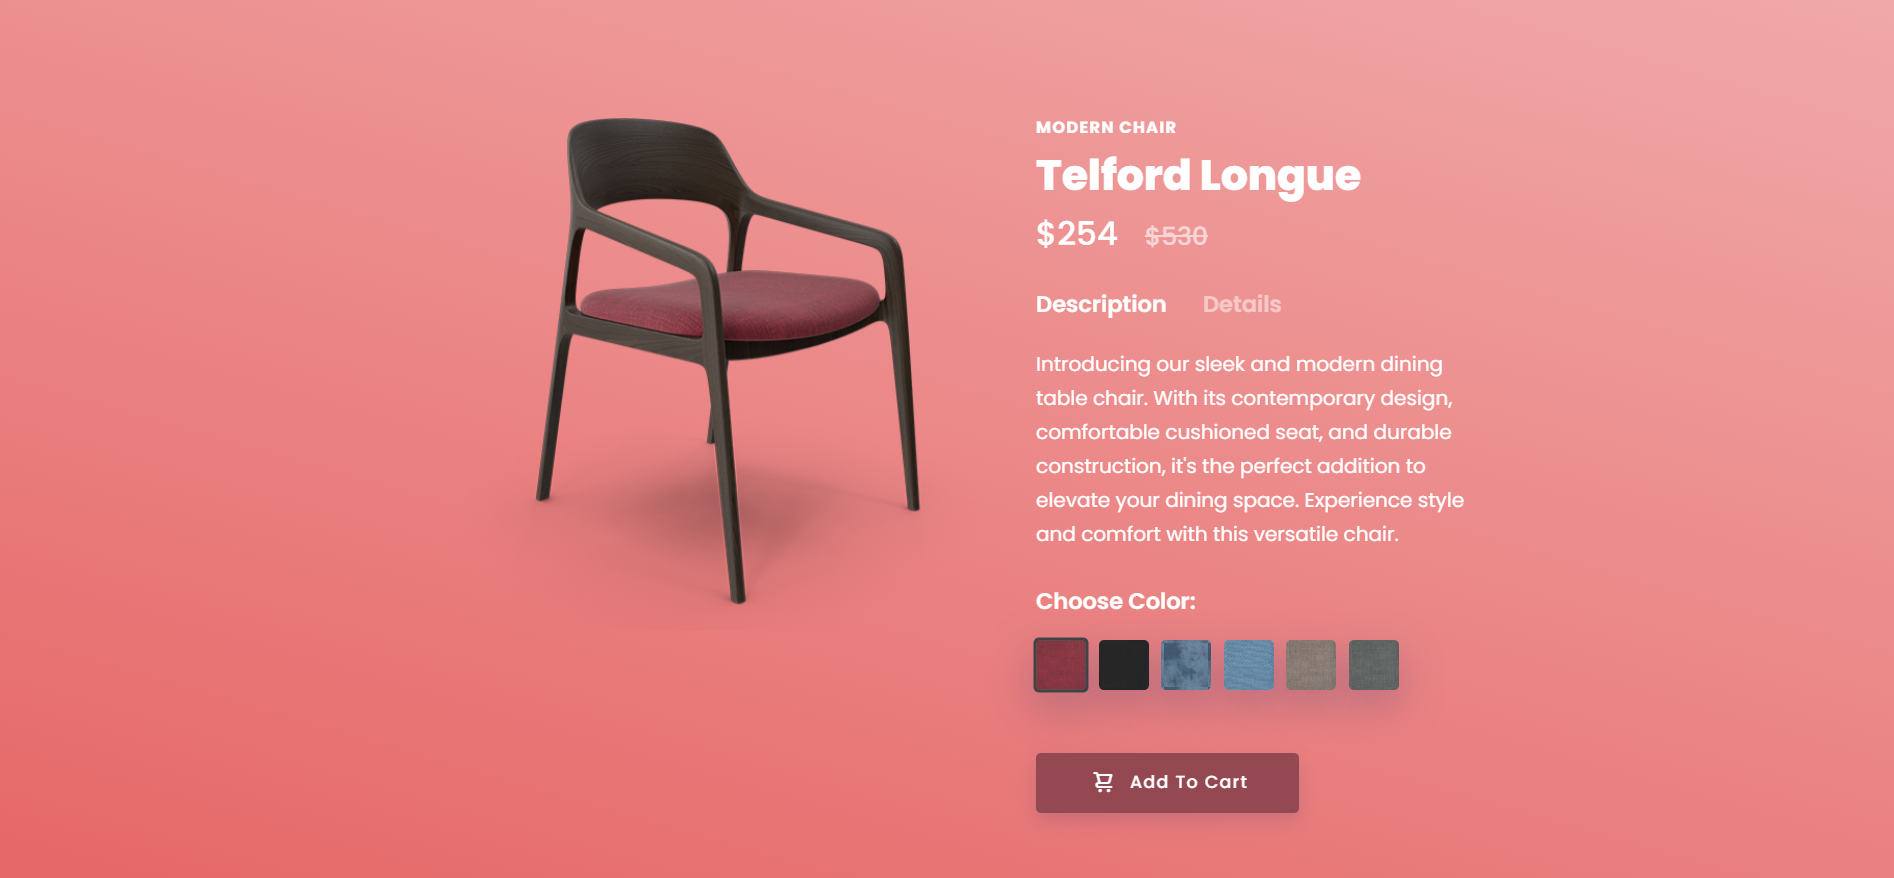 MODERN CHAIR
Telford Longue
$254 $530
Description Details
Introducing our sleek and modern dining
table chair. With its contemporary design,
comfortable cushioned seat, and durable
construction, it's the perfect addition to
elevate your dining space. Experience style
and comfort with this versatile chair.
Choose Color:
Add To Cart